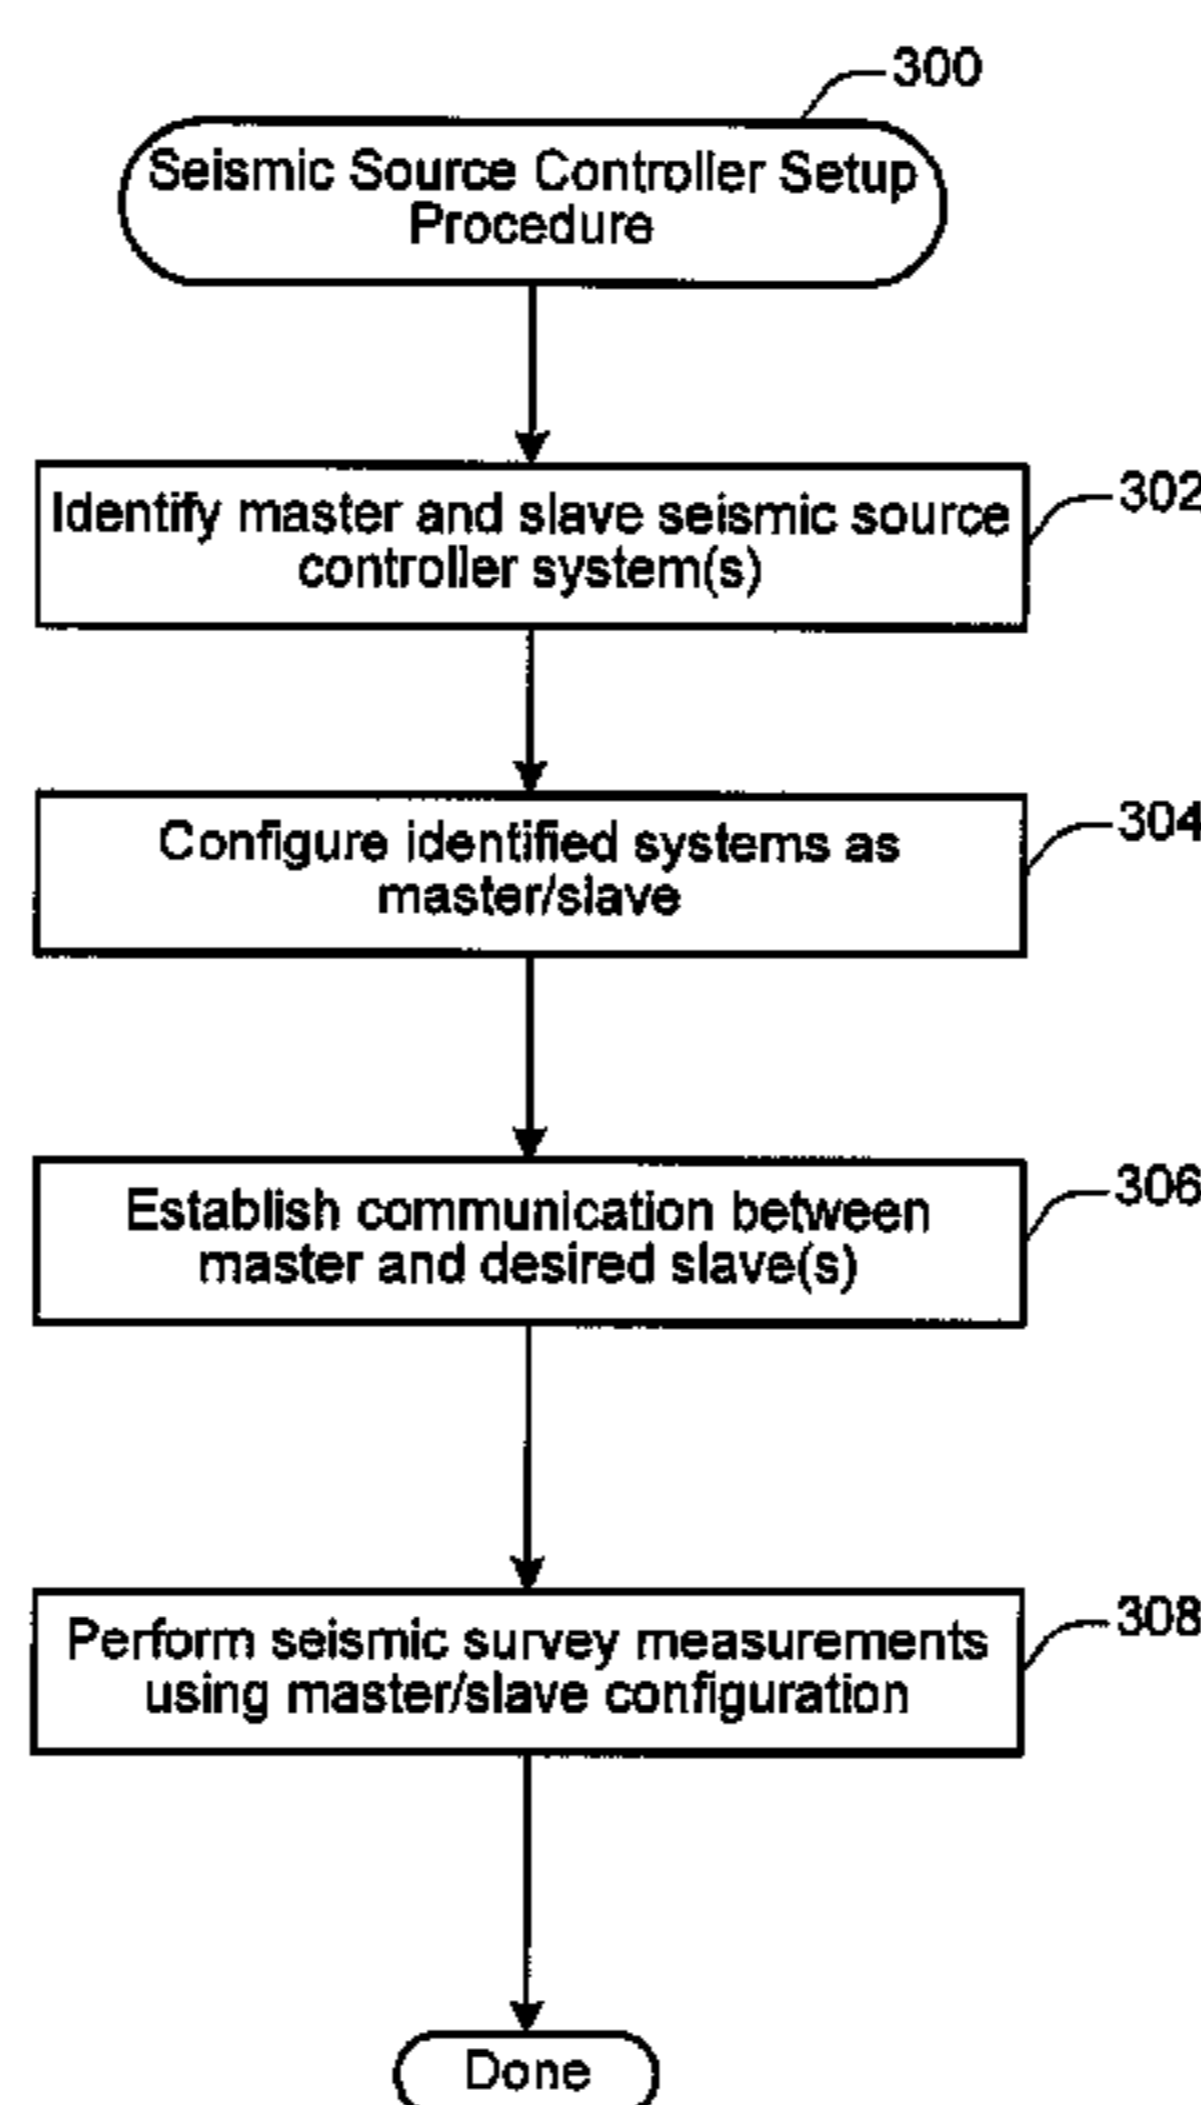 300
Seismic Source Controller Setup
Procedure
302
Identify master and slave seismic source
controller system(s)
304
Configure identified systems as
master/slave
306
Establish communication between
master and desired slave(s)
308
Perform seismic survey measurements
using master/slave configuration
Done